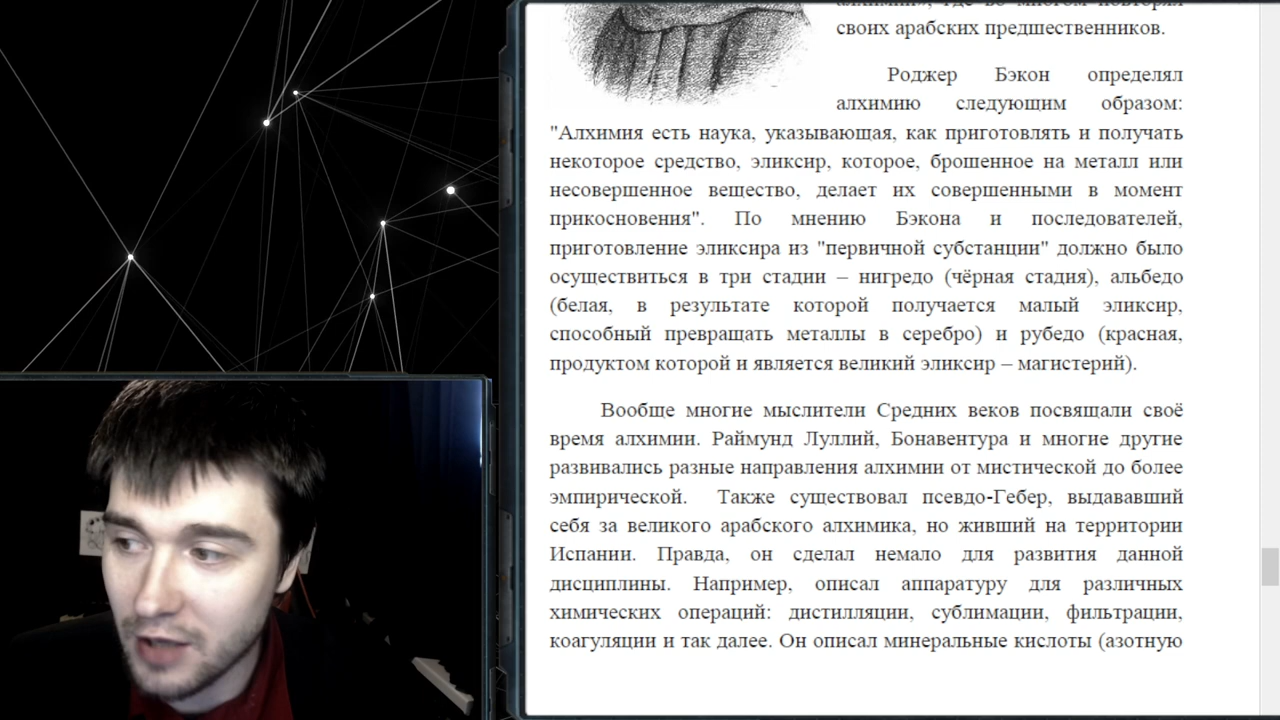 своих арабских предшественников.
Роджер Бэкон определял
алхимию следующим образом:
"Алхимия есть наука, указывающая, как приготовлять и получать
некоторое средство, эликсир, которое, брошенное на металл или
несовершенное вещество, делает их совершенными в момент
прикосновения". По мнению Бэкона и последователей,
приготовление эликсира из "первичной субстанции" должно было
осуществиться в три стадии – нигредо (чёрная стадия), альбедо
(белая, в результате которой получается малый эликсир,
способный превращать металлы в серебро) и рубедо (красная,
продуктом которой и является великий эликсир – магистерий).
Вообще многие мыслители Средних веков посвящали своё
время алхимии. Раймунд Луллий, Бонавентура и многие другие
развивались разные направления алхимии от мистической до более
эмпирической. Также существовал псевдо-Гебер, выдававший
себя за великого арабского алхимика, но живший на территории
Испании. Правда, он сделал немало для развития данной
дисциплины. Например, описал аппаратуру для различных
химических операций: дистилляции, сублимации, фильтрации,
коагуляции и так далее. Он описал минеральные кислоты (азотную